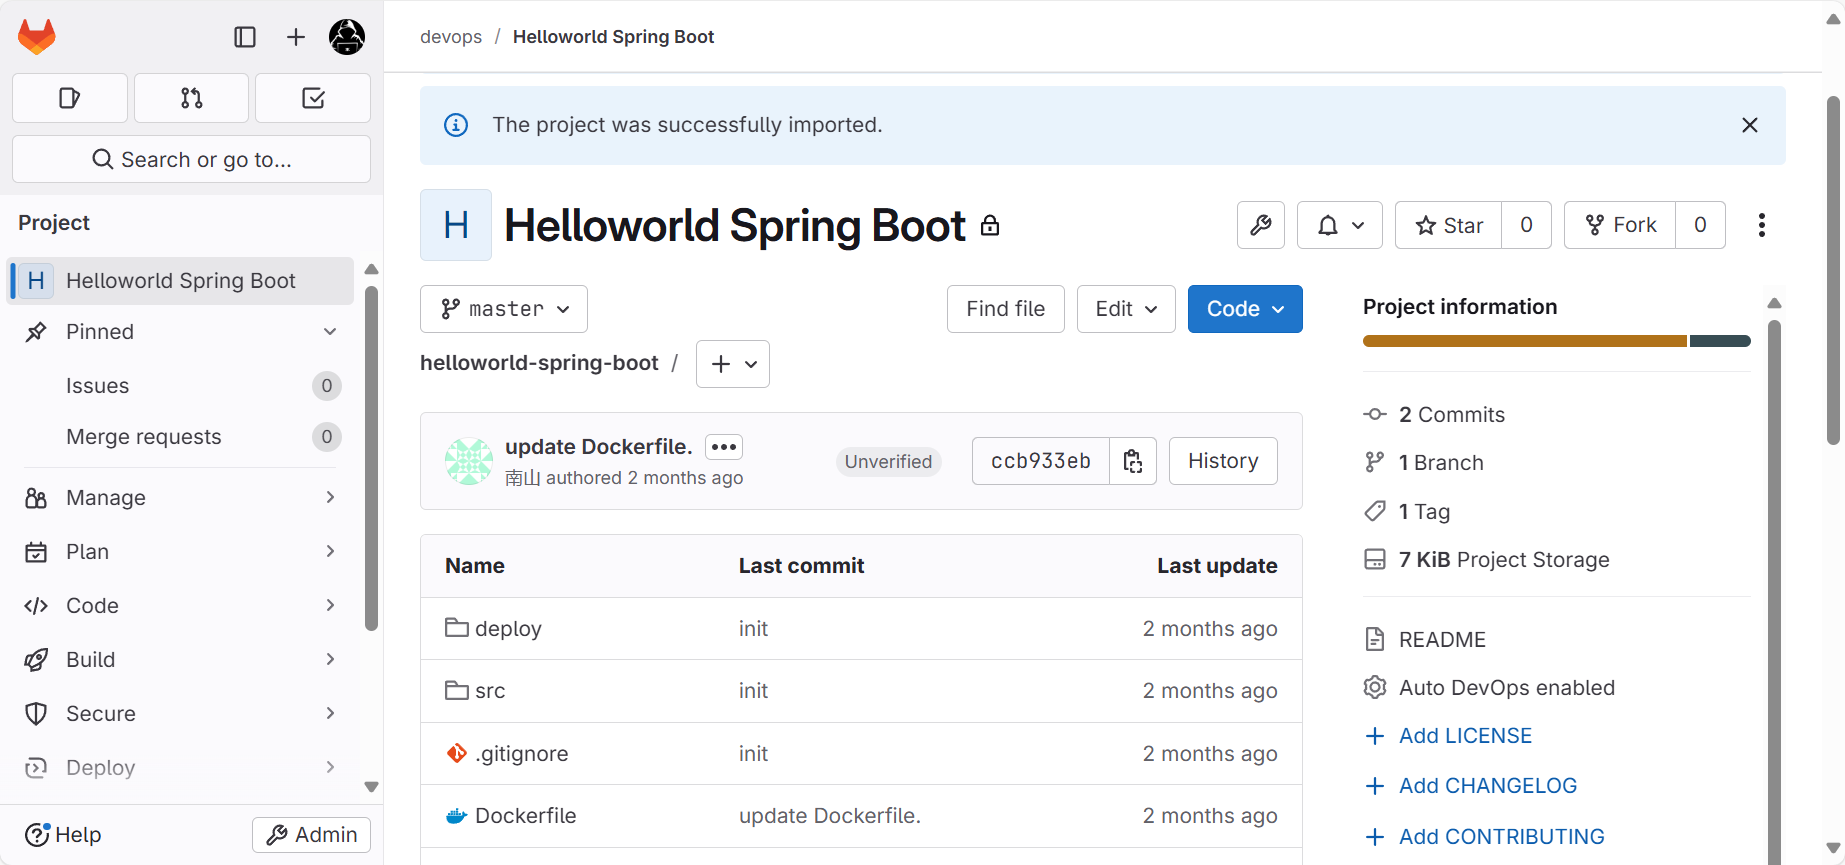 devops / Helloworld Spring Boot
Search or go to...
The project was successfully imported.
Project
H Helloworld Spring Boot
Pinned
Issues 0
Merge requests 0
Manage
Plan
Code
Build
Secure
Deploy
Help
Admin
H Helloworld Spring Boot
Star 0
Fork 0
master
Find file
Edit
Code
helloworld-spring-boot /
update Dockerfile.
南山 authored 2 months ago
Unverified
ccb933eb
History
Name Last commit Last update
deploy init 2 months ago
src init 2 months ago
.gitignore init 2 months ago
Dockerfile update Dockerfile. 2 months ago
Project information
2 Commits
1 Branch
1 Tag
7 KiB Project Storage
README
Auto DevOps enabled
Add LICENSE
Add CHANGELOG
Add CONTRIBUTING